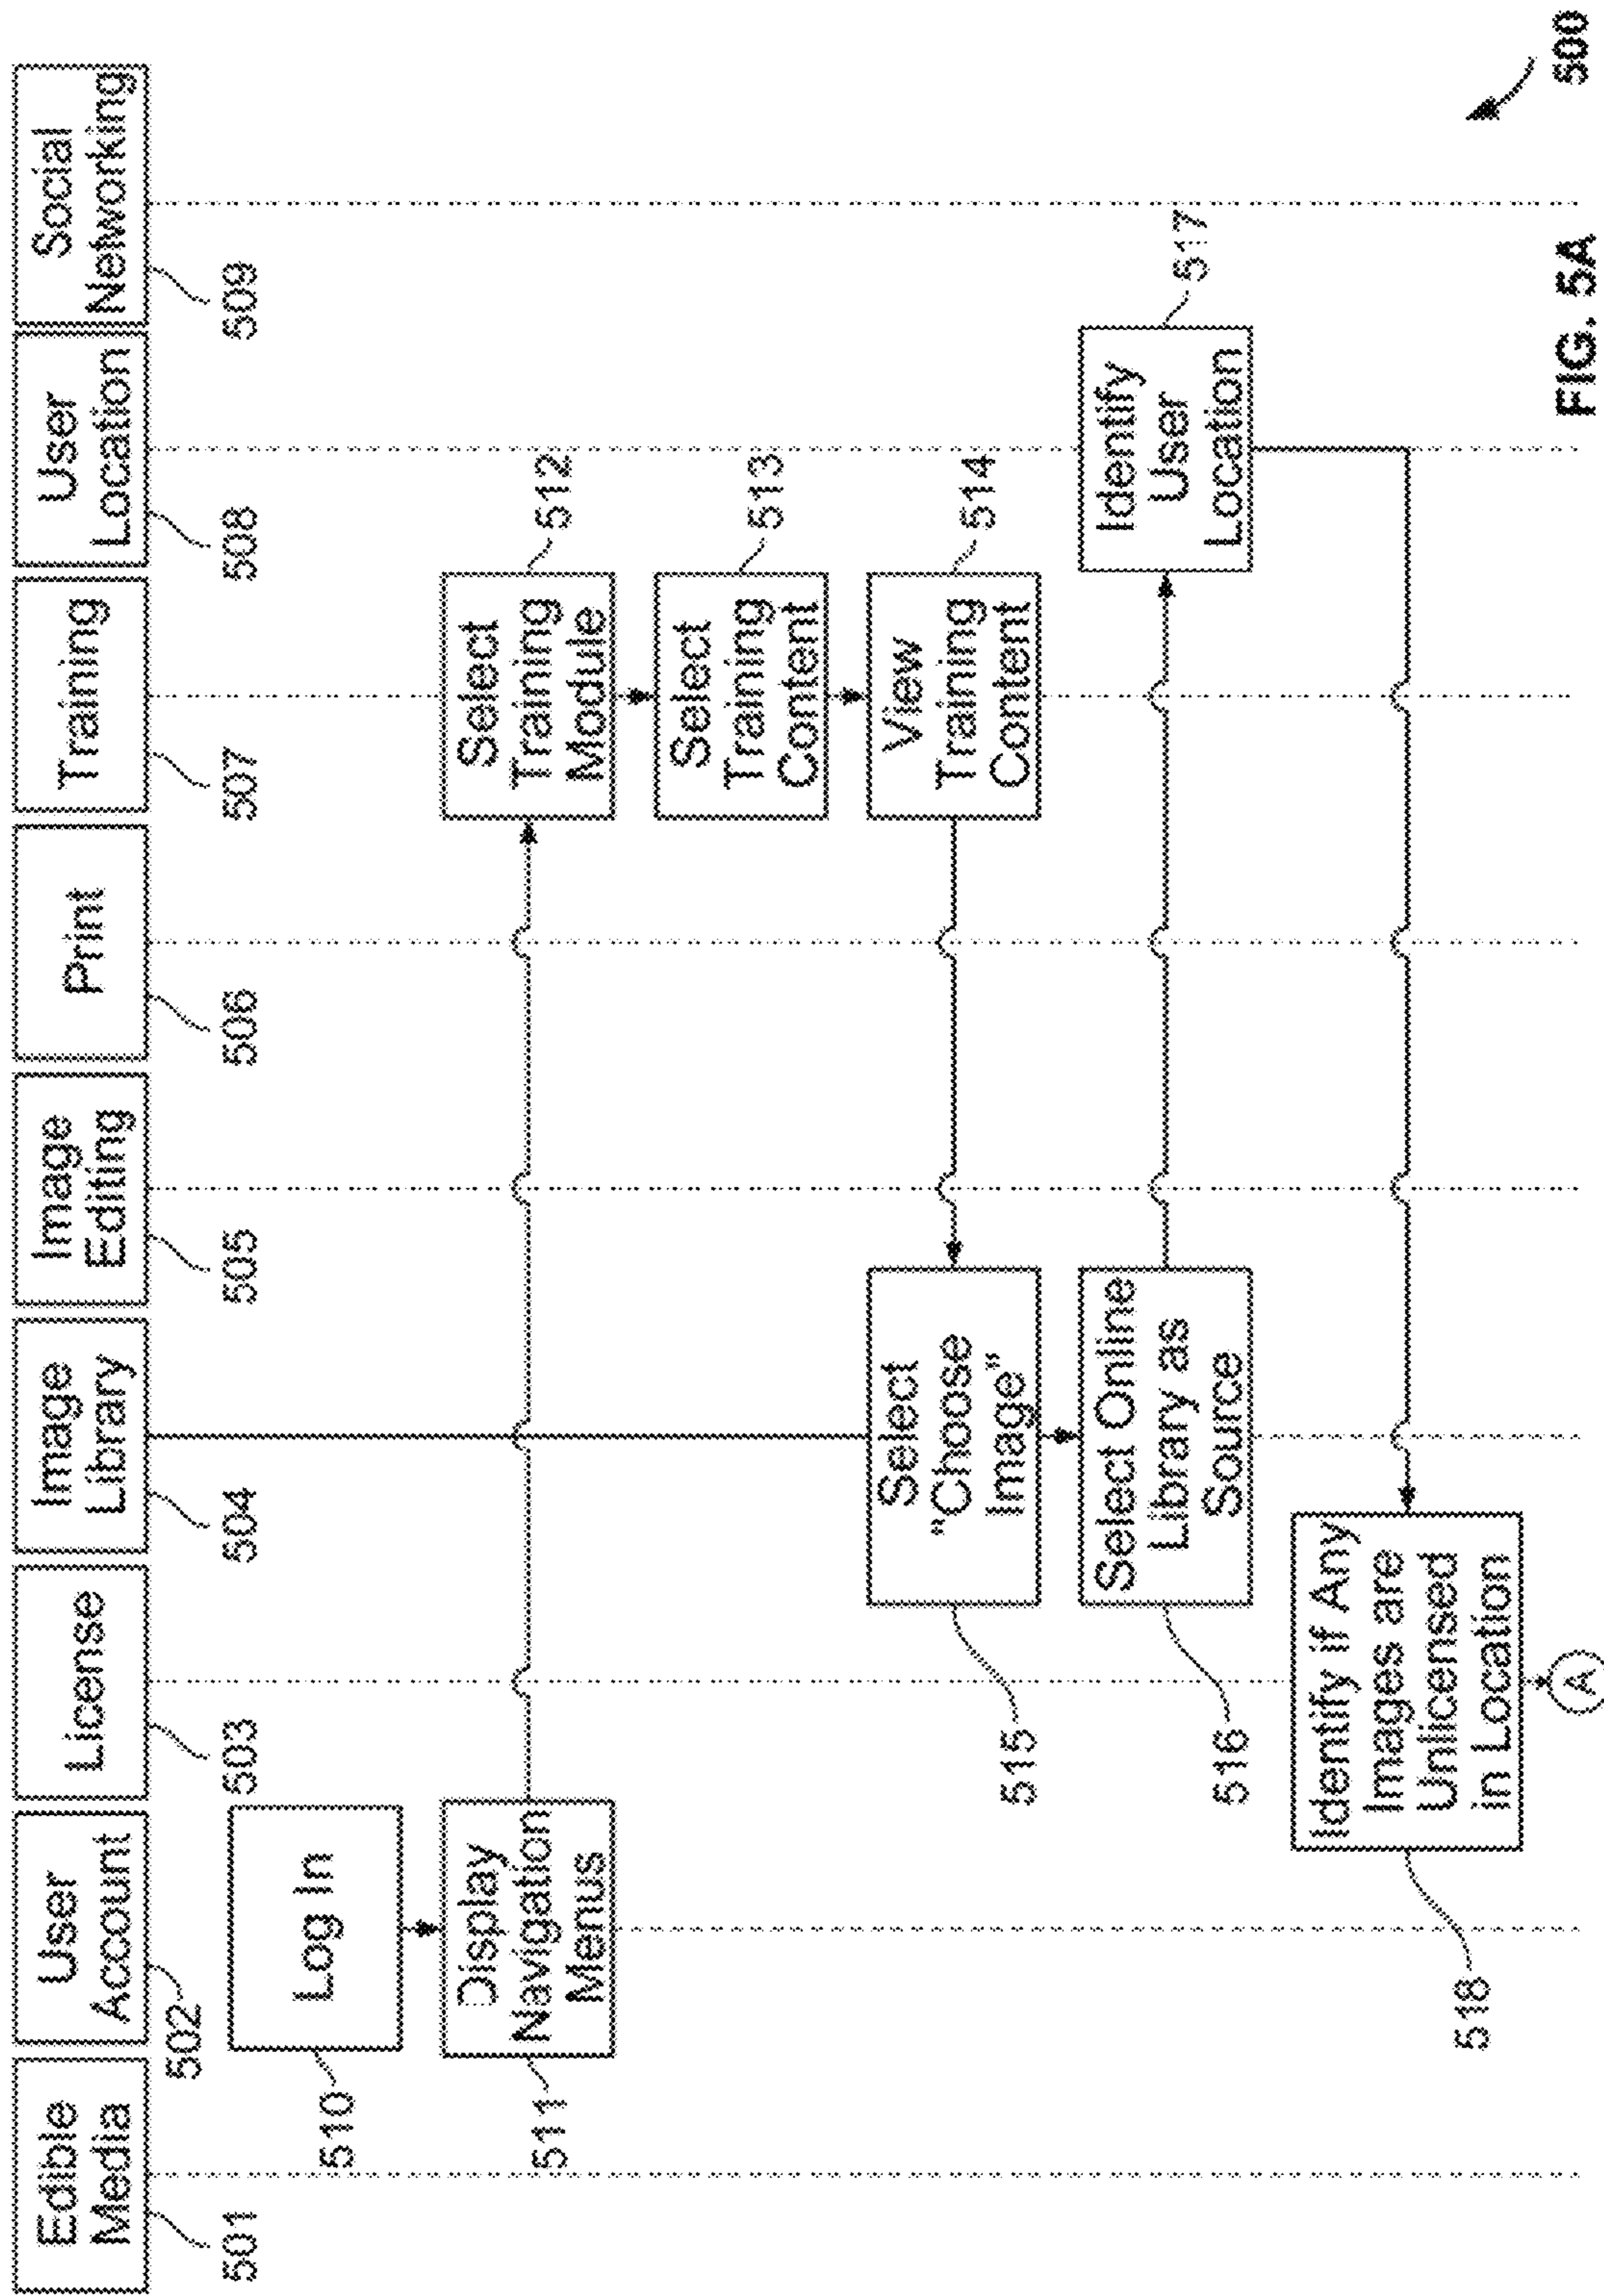 Edible
Media
User
Account
License
Image
Library
Image
Editing
Print
Training
User
Location
Social
Networking
501
502
503
504
505
506
507
508
509
Log In
510
Display
Navigation
Menus
511
Select
Training
Module
512
Select
Training
Content
513
View
Training
Content
514
Select
"Choose
Image"
515
Select Online
Library as
Source
516
Identify
User
Location
517
Identify if Any
Images are
Unlicensed
in Location
518
A
FIG. 5A
500